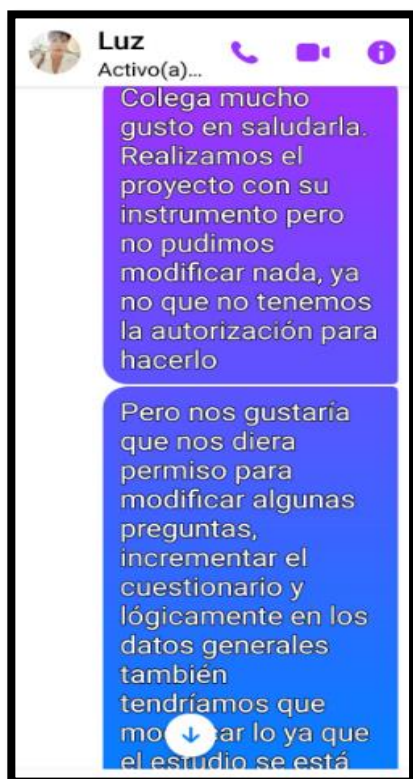 Luz
Activo(a)...
Colega mucho
gusto en saludarla.
Realizamos el
proyecto con su
instrumento pero
no pudimos
modificar nada, ya
no que no tenemos
la autorización para
hacerlo
Pero nos gustaría
que nos diera
permiso para
modificar algunas
preguntas,
incrementar el
cuestionario y
lógicamente en los
datos generales
también
tendríamos que
lo ya que
el estudio se está